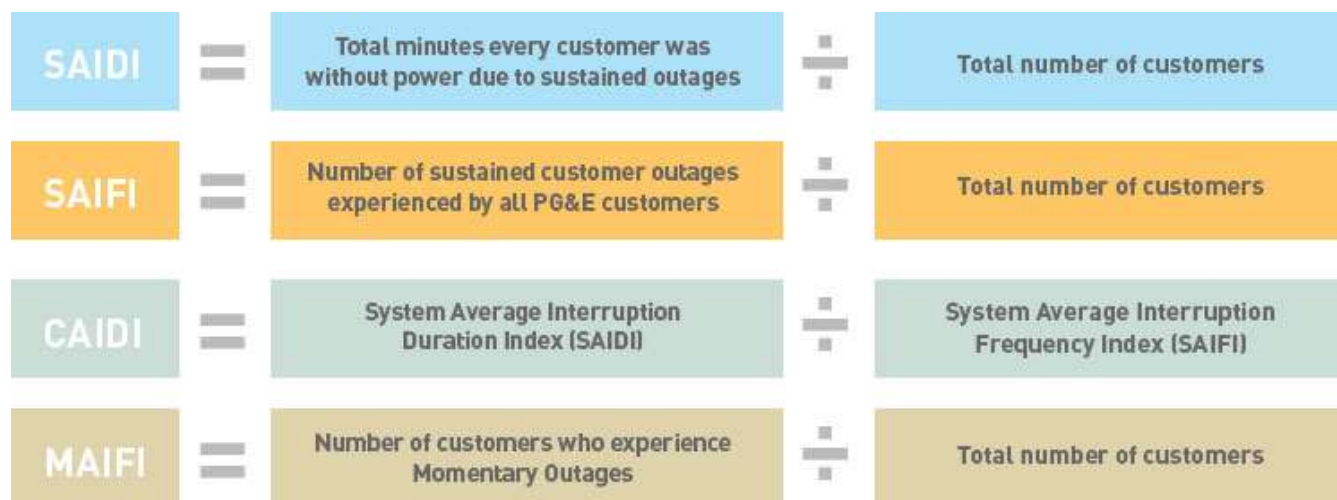 SAIDI
=
Total minutes every customer was
without power due to sustained outages
÷
Total number of customers
SAIFI
=
Number of sustained customer outages
experienced by all PG&E customers
÷
Total number of customers
CAIDI
=
System Average Interruption
Duration Index (SAIDI)
÷
System Average Interruption
Frequency Index (SAIFI)
MAIFI
=
Number of customers who experience
Momentary Outages
÷
Total number of customers